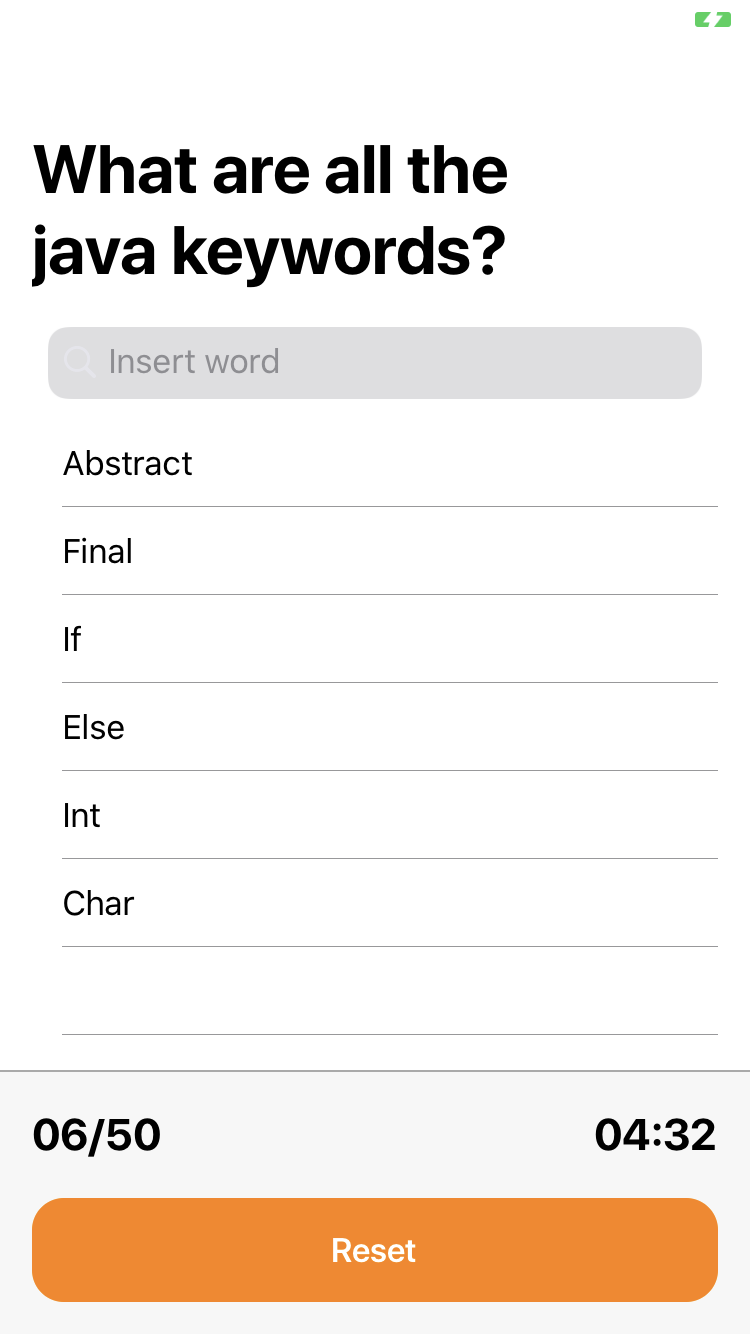 What are all the
java keywords?
Insert word
Abstract
Final
If
Else
Int
Char
06/50 04:32
Reset